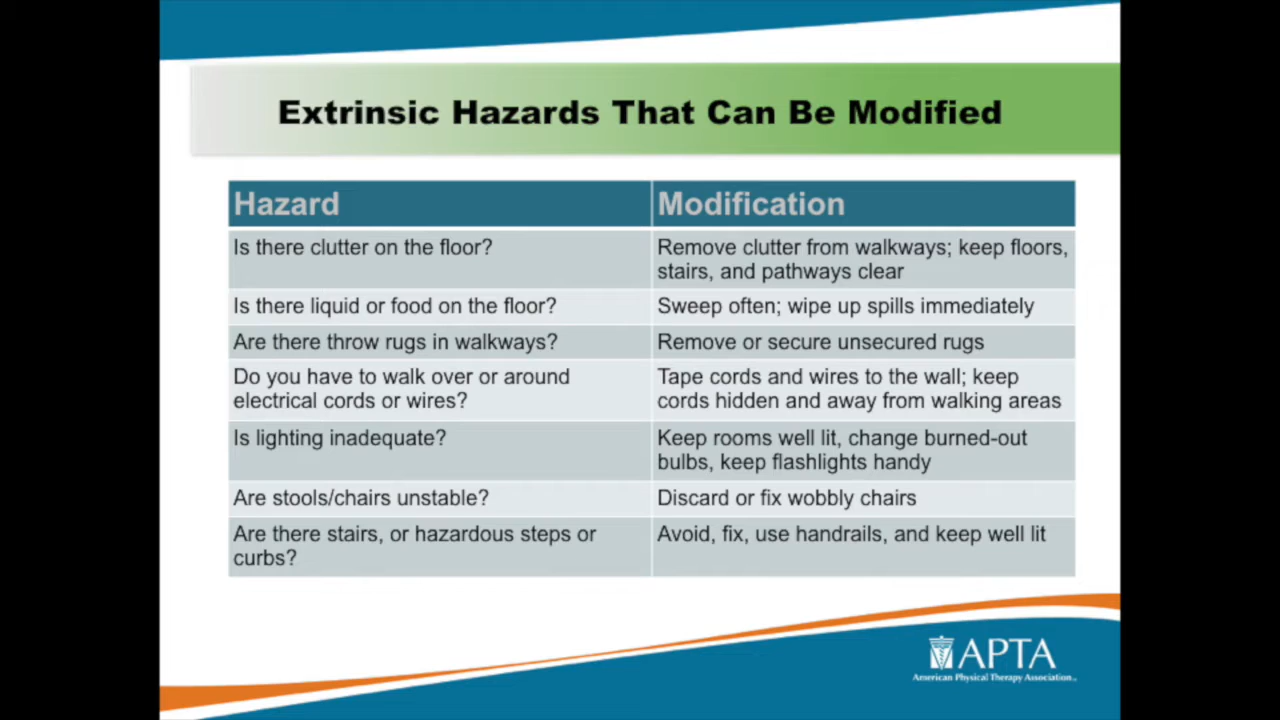 Extrinsic Hazards That Can Be Modified
Hazard
Modification
Is there clutter on the floor?
Remove clutter from walkways; keep floors,
stairs, and pathways clear
Is there liquid or food on the floor?
Sweep often; wipe up spills immediately
Are there throw rugs in walkways?
Remove or secure unsecured rugs
Do you have to walk over or around
electrical cords or wires?
Tape cords and wires to the wall; keep
cords hidden and away from walking areas
Is lighting inadequate?
Keep rooms well lit, change burned-out
bulbs, keep flashlights handy
Are stools/chairs unstable?
Discard or fix wobbly chairs
Are there stairs, or hazardous steps or
curbs?
Avoid, fix, use handrails, and keep well lit
APTA
American Physical Therapy Association